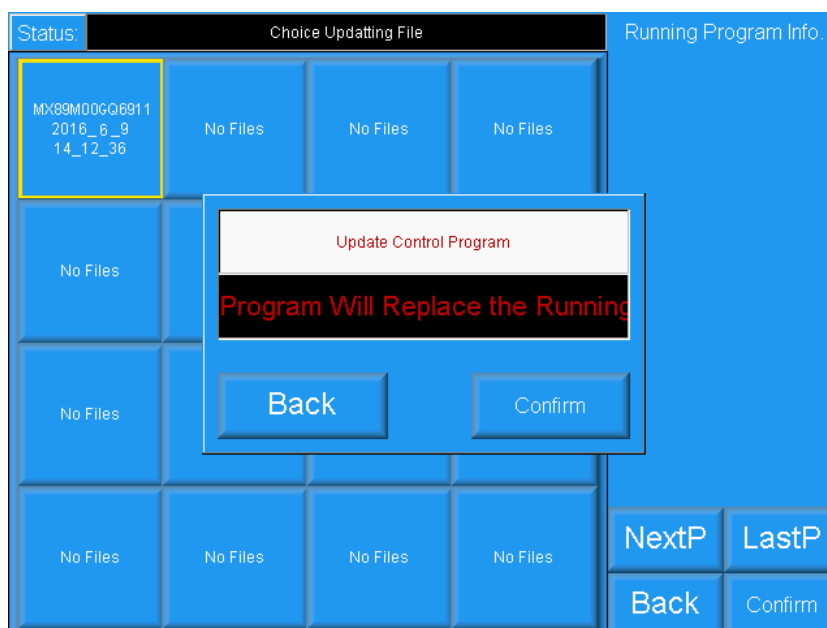 Status:
Choice Updatting File
Running Program Info.
MX89M00GQ6911
2016_6_9
14_12_36
No Files
No Files
No Files
No Files
Update Control Program
Program Will Replace the Running
Back
Confirm
No Files
No Files
No Files
No Files
No Files
NextP
LastP
Back
Confirm